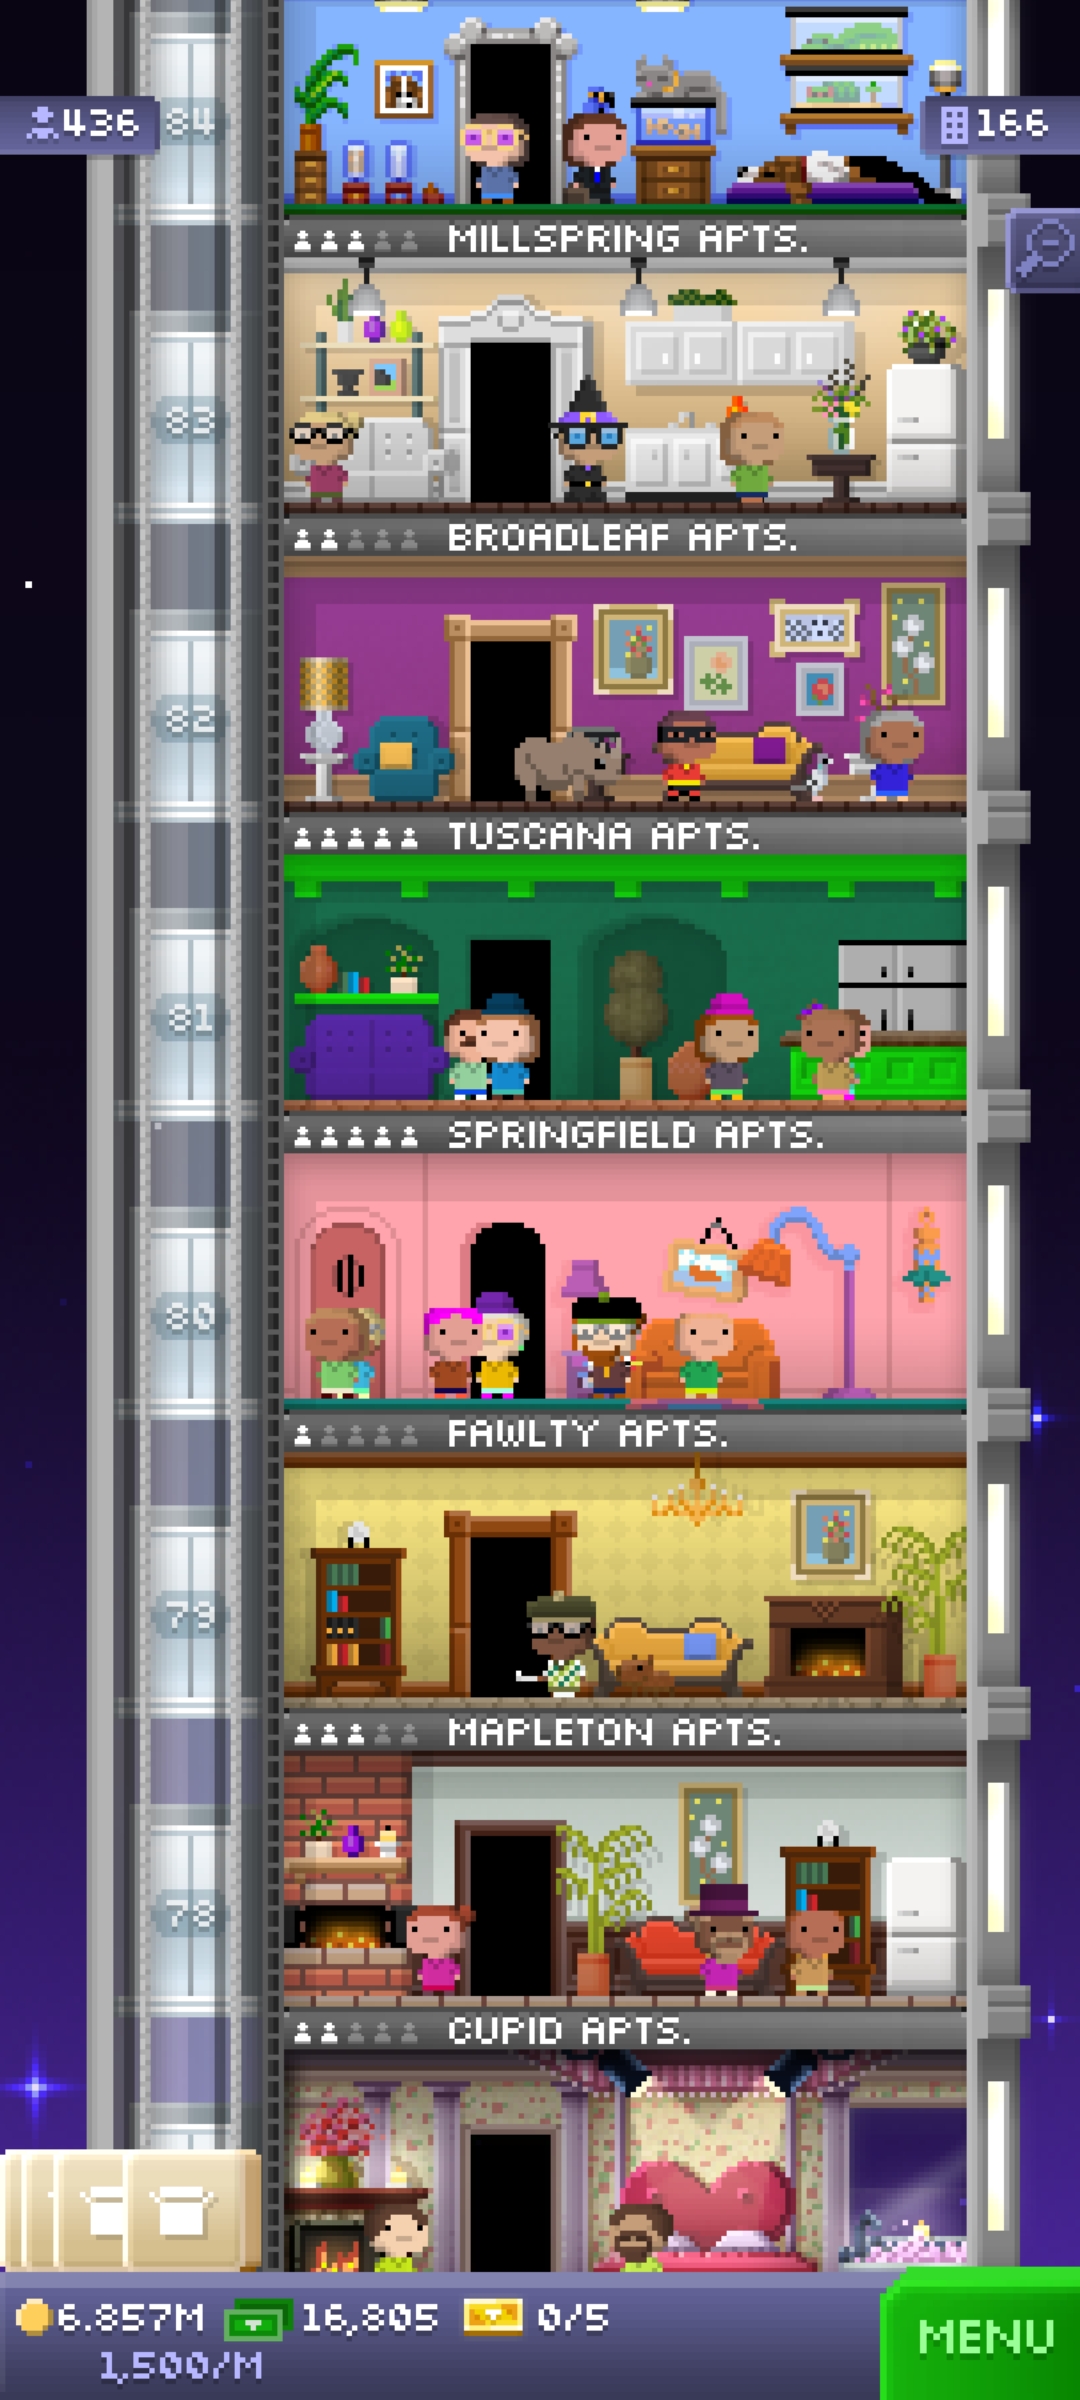 436
84
166
MILLSPRING APTS.
83
BROADLEAF APTS.
82
TUSCANA APTS.
81
SPRINGFIELD APTS.
80
FAWLTY APTS.
79
MAPLETON APTS.
78
CUPID APTS.
6.857M
16,805
0/5
1,500/M
MENU